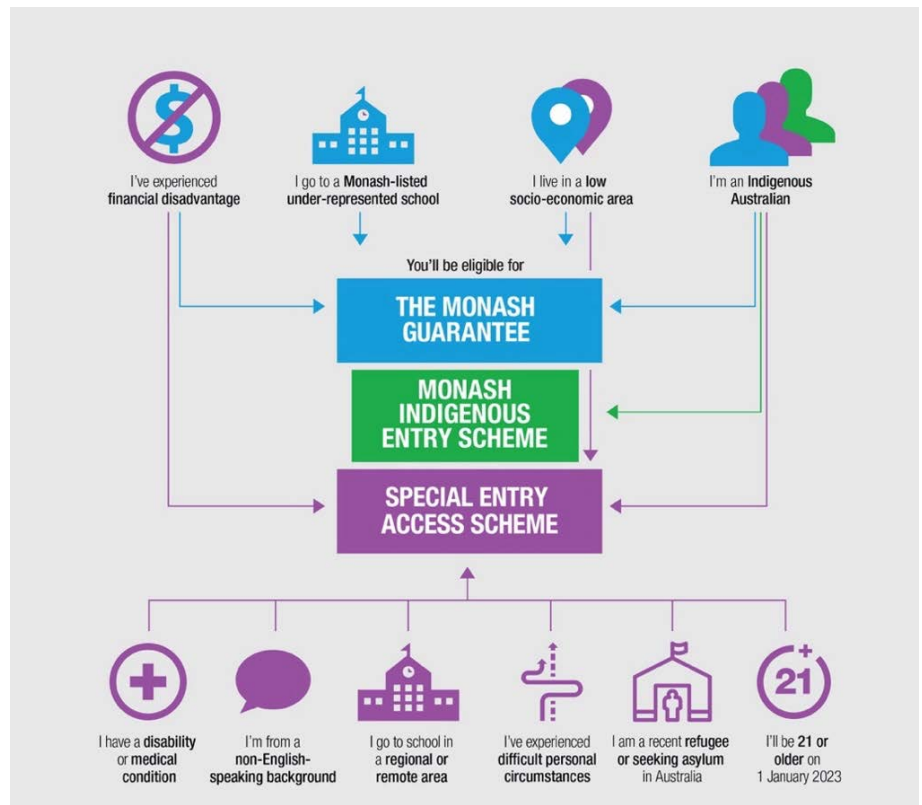 I've experienced
financial disadvantage
I go to a Monash-listed
under-represented school
I live in a low
socio-economic area
I'm an Indigenous
Australian
You'll be eligible for
THE MONASH
GUARANTEE
MONASH
INDIGENOUS
ENTRY SCHEME
SPECIAL ENTRY
ACCESS SCHEME
I have a disability
or medical
condition
I'm from a
non-English-
speaking background
I go to school in
a regional or
remote area
I've experienced
difficult personal
circumstances
I am a recent refugee
or seeking asylum
in Australia
21+
I'll be 21 or
older on
1 January 2023